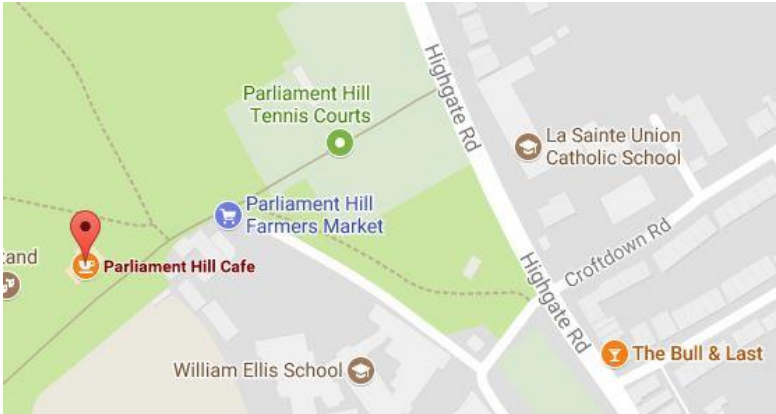 Highgate Rd
Parliament Hill
Tennis Courts
La Sainte Union
Catholic School
Parliament Hill
Farmers Market
Croftdown Rd
tand
Parliament Hill Cafe
Highgate Rd
The Bull & Last
William Ellis School